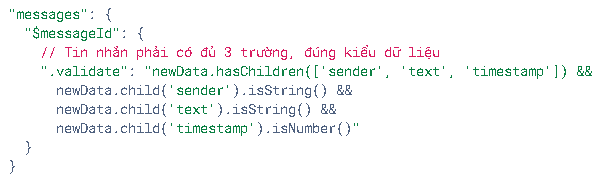 "messages": {
"$messageId": {
// Tin nhắn phải có đủ 3 trường, đúng kiểu dữ liệu
".validate": "newData.hasChildren(['sender', 'text', 'timestamp']) &&
newData.child('sender').isString() &&
newData.child('text').isString() &&
newData.child('timestamp').isNumber()"
}
}